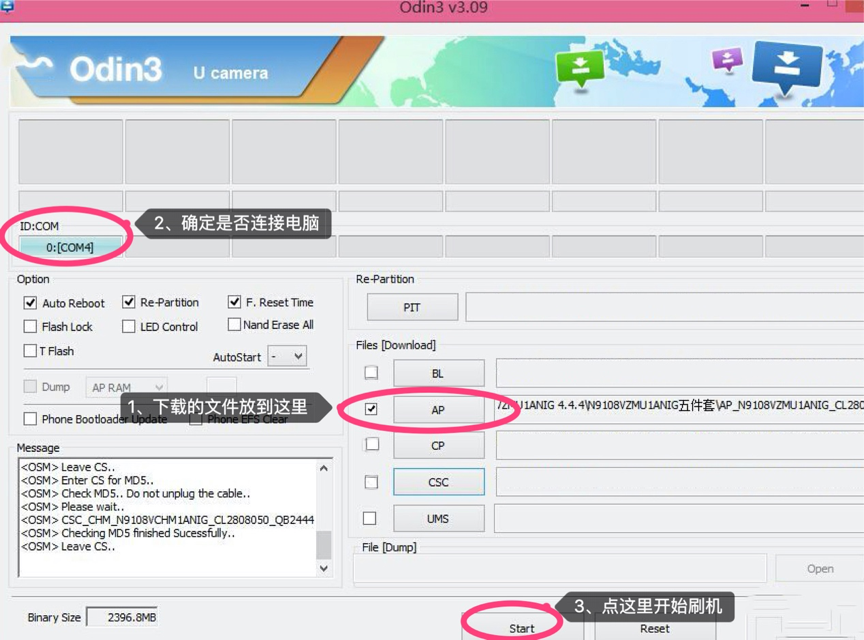 Odin3 v3.09
Odin3 U camera
ID:COM
2、确定是否连接电脑
0:[COM4]
Option
Auto Reboot Re-Partition F. Reset Time
Flash Lock LED Control Nand Erase All
T Flash AutoStart -
Dump AP RAM
1、下载的文件放到这里
Phone Bootloader Update Phone EFS Clear
Message
<OSM> Leave CS..
<OSM> Enter CS for MD5..
<OSM> Check MD5.. Do not unplug the cable..
<OSM> Please wait..
<OSM> CSC_CHM_N9108VCHM1ANIG_CL2808050_QB2444
<OSM> Checking MD5 finished Sucessfully..
<OSM> Leave CS..
Binary Size 2396.8MB
Re-Partition
PIT
Files [Download]
BL
AP 4.4.4\N9108VZMU1ANIG五件套\AP_N9108VZMU1ANIG_CL280
CP
CSC
UMS
File [Dump]
Open
3、点这里开始刷机
Start Reset